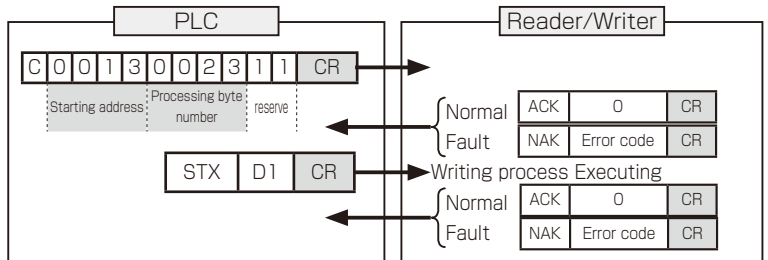 PLC Reader/Writer
C 0 0 1 3 0 0 2 3 1 1 CR
Starting address Processing byte number reserve
Normal ACK 0 CR
Fault NAK Error code CR
STX D1 CR Writing process Executing
Normal ACK 0 CR
Fault NAK Error code CR